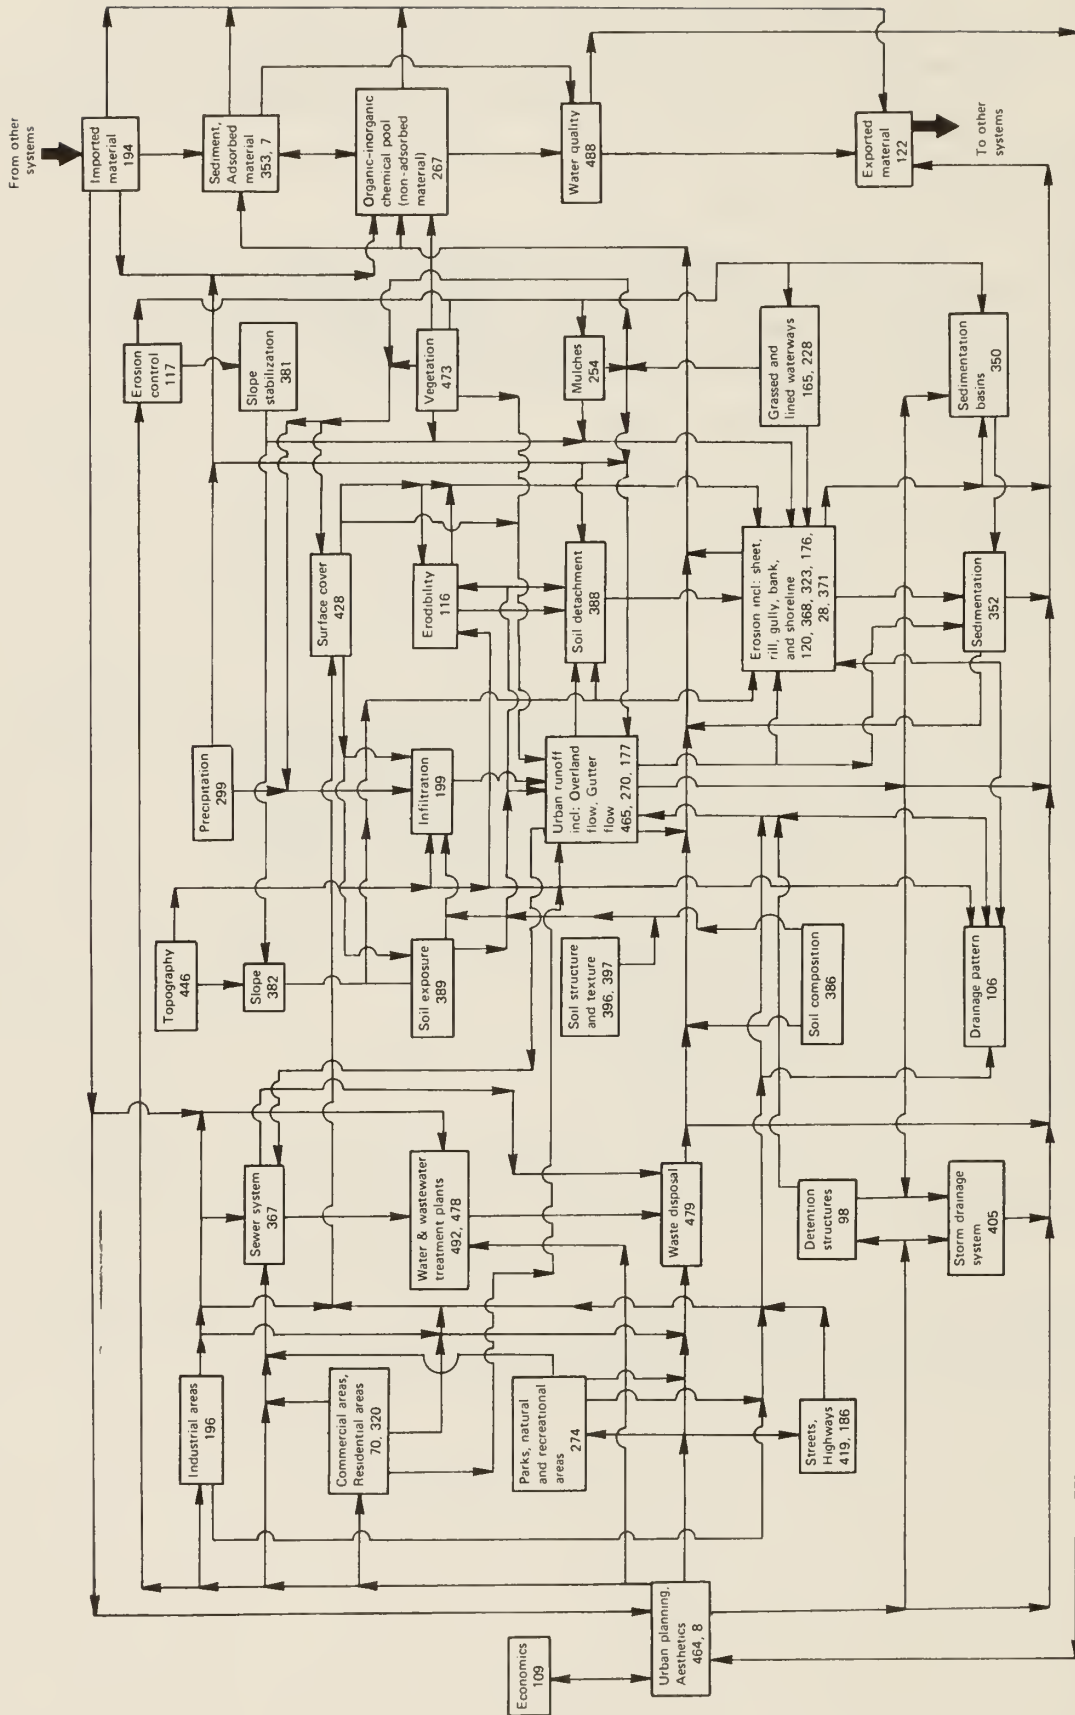 From other
systems
Imported
material
194
Sediment,
Adsorbed
material
353, 7
Organic-inorganic
chemical pool
(non-adsorbed
material)
267
Water quality
488
Exported
material
122
To other
systems
Erosion
control
117
Slope
stabilization
381
Vegetation
473
Mulches
254
Grassed and
lined waterways
165, 228
Sedimentation
basins
350
Surface cover
428
Erodibility
116
Soil detachment
388
Erosion incl: sheet,
rill, gully, bank,
and shoreline
120, 368, 323, 176,
28, 371
Sedimentation
352
Precipitation
299
Infiltration
199
Urban runoff
incl: Overland
flow, Gutter
flow
465, 270, 177
Topography
446
Slope
382
Soil exposure
389
Soil structure
and texture
396, 397
Soil composition
386
Drainage pattern
106
Sewer system
367
Water & wastewater
treatment plants
492, 478
Waste disposal
479
Detention
structures
98
Storm drainage
system
405
Industrial areas
196
Commercial areas,
Residential areas
70, 320
Parks, natural
and recreational
areas
274
Streets,
Highways
419, 186
Economics
109
Urban planning,
Aesthetics
464, 8